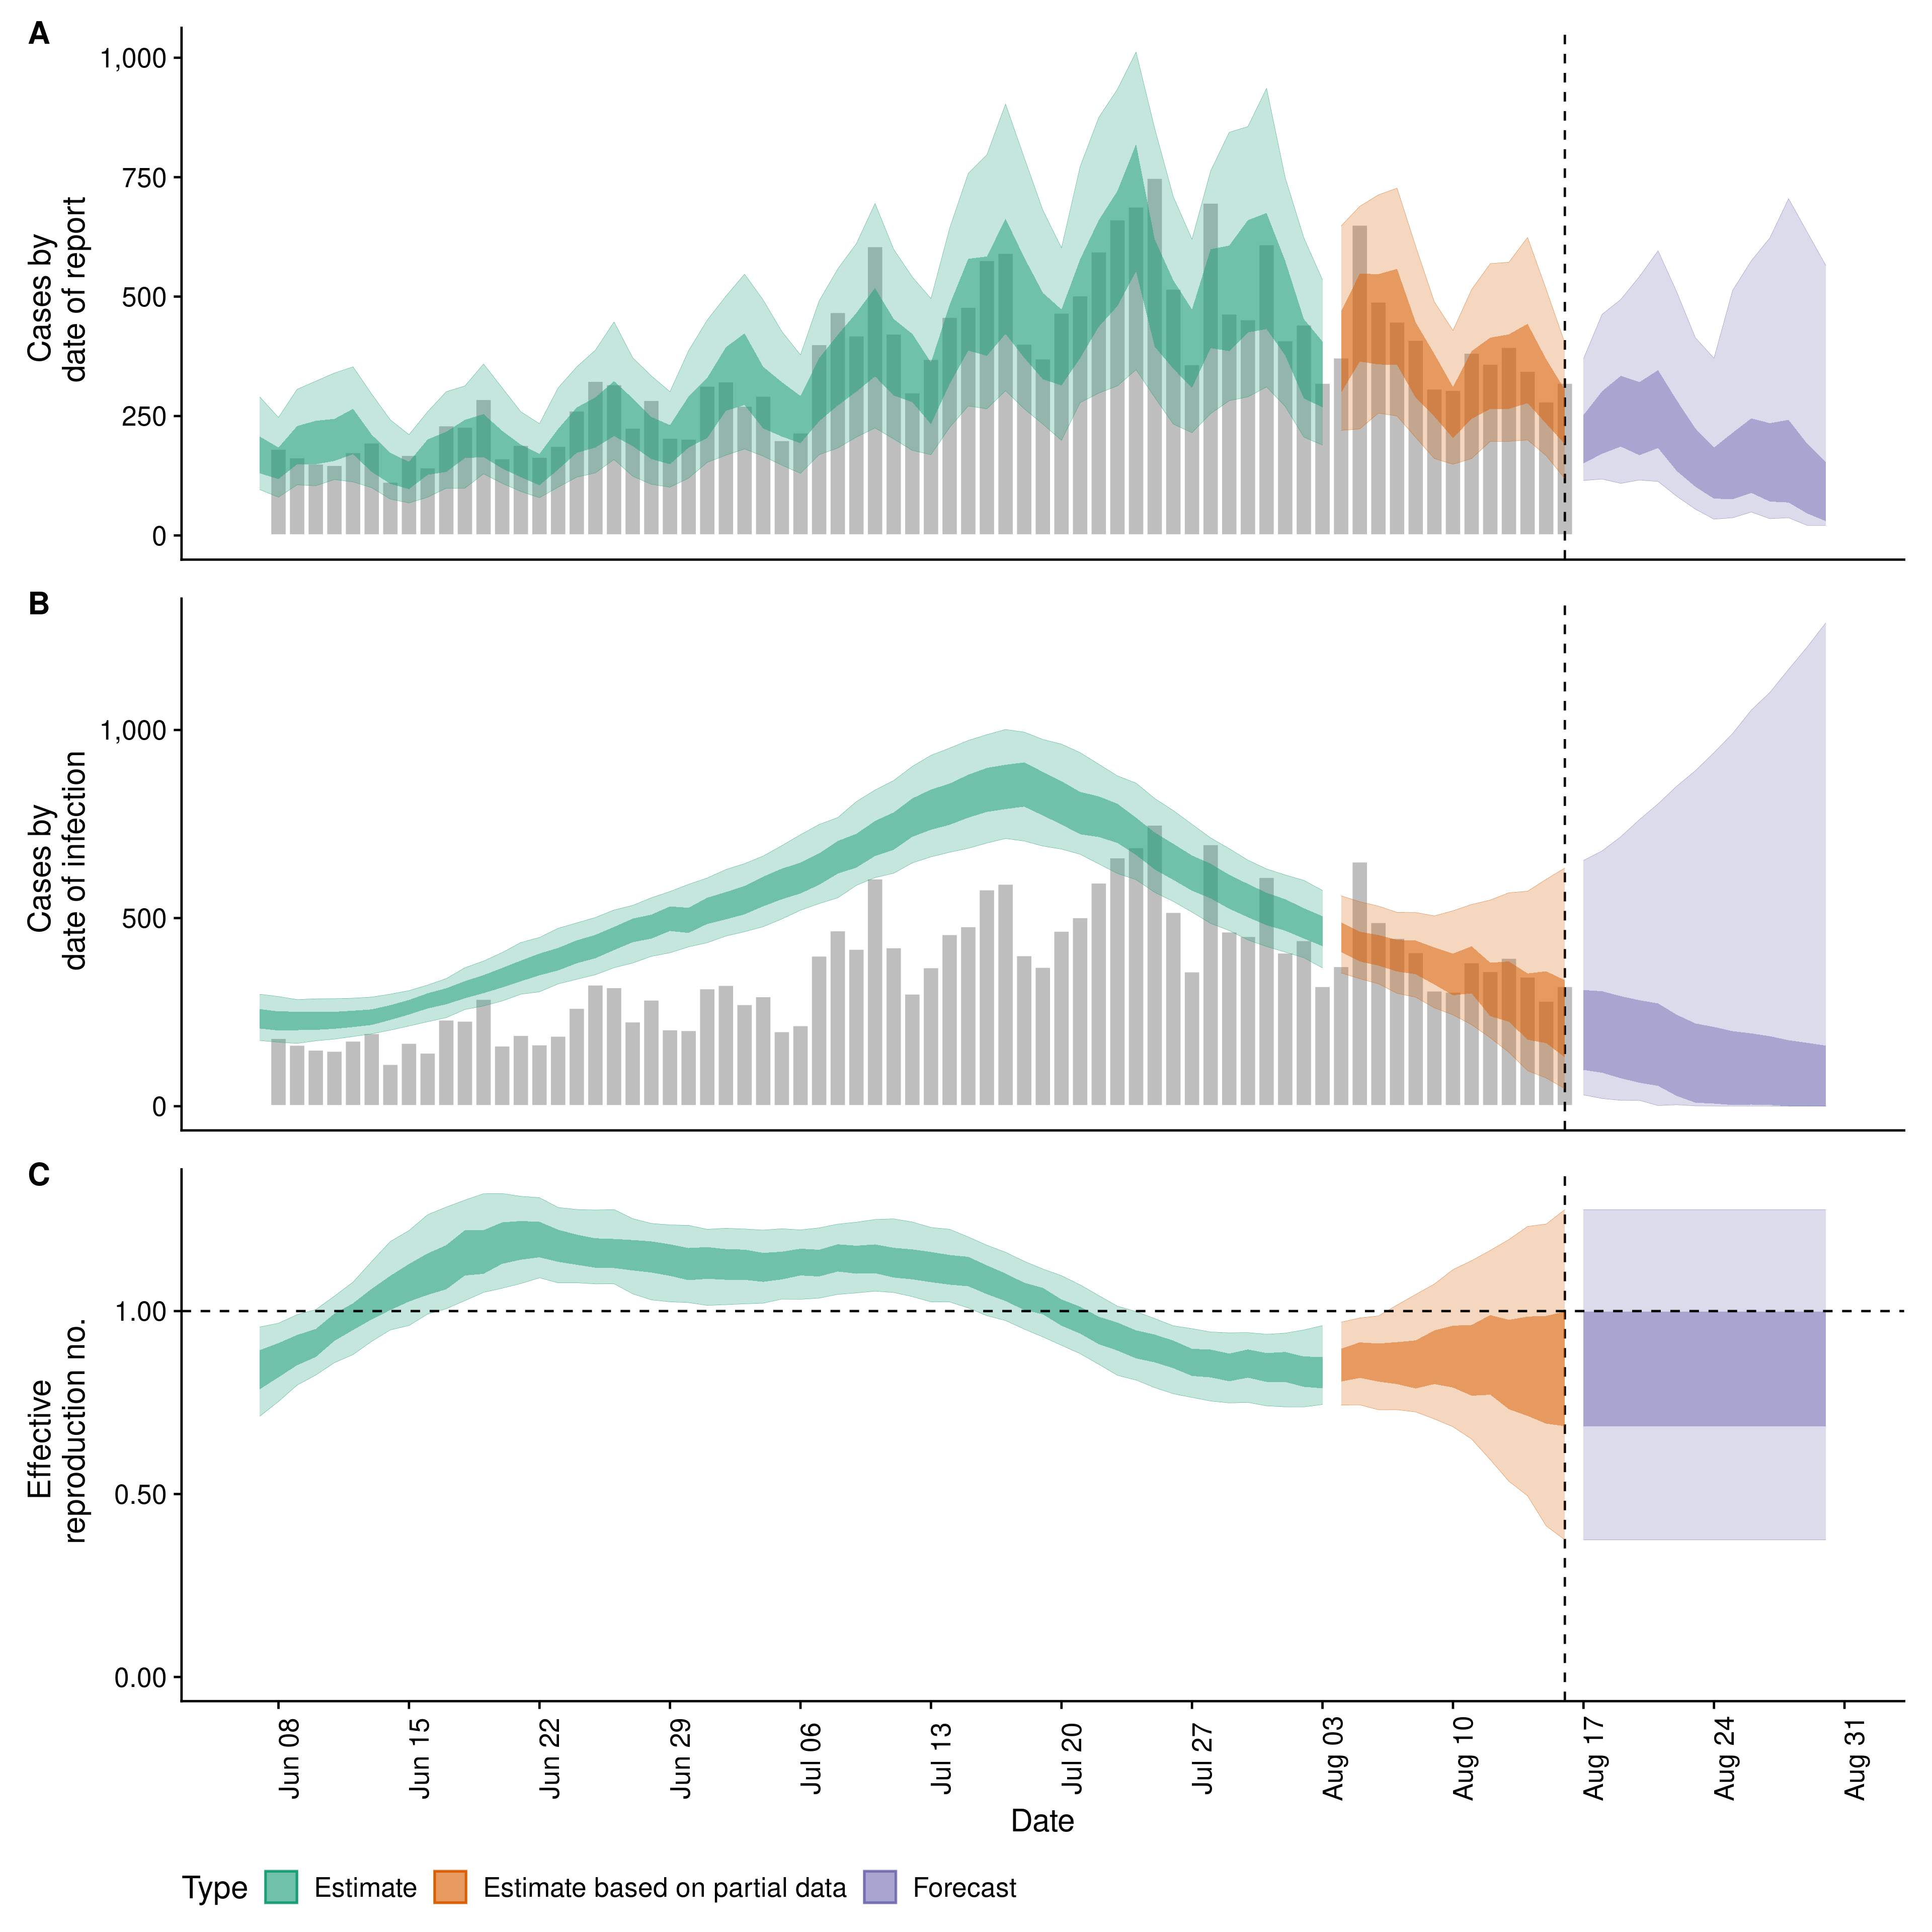 A
1,000
750
500
250
0
Cases by
date of report
B
1,000
500
0
Cases by
date of infection
C
1.00
0.50
0.00
Effective
reproduction no.
Jun 08
Jun 15
Jun 22
Jun 29
Jul 06
Jul 13
Jul 20
Jul 27
Aug 03
Aug 10
Aug 17
Aug 24
Aug 31
Date
Type Estimate Estimate based on partial data Forecast